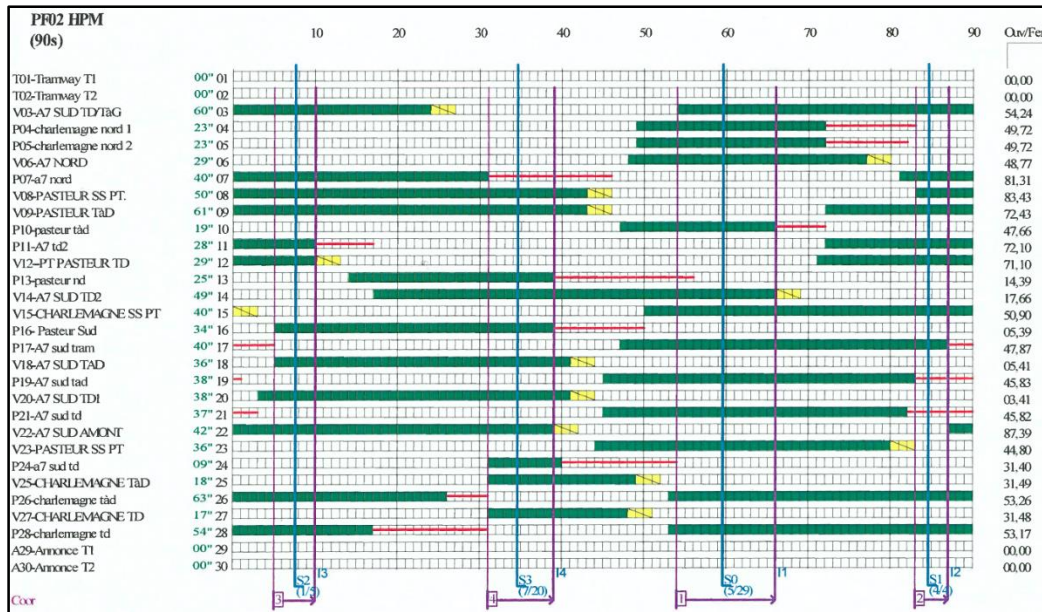 PF02 HPM
(90s)
10 20 30 40 50 60 70 80 90 Ouv/Fer
T01-Tramway T1 00" 01 00,00
T02-Tramway T2 00" 02 00,00
V03-A7 SUD TD/TàG 60" 03 54,24
P04-charlemagne nord 1 23" 04 49,72
P05-charlemagne nord 2 23" 05 49,72
V06-A7 NORD 29" 06 48,77
P07-a7 nord 40" 07 81,31
V08-PASTEUR SS PT. 50" 08 83,43
V09-PASTEUR TàD 61" 09 72,43
P10-pasteur tàd 19" 10 47,66
P11-A7 td2 28" 11 72,10
V12--PT PASTEUR TD 29" 12 71,10
P13-pasteur nd 25" 13 14,39
V14-A7 SUD TD2 49" 14 17,66
V15-CHARLEMAGNE SS PT 40" 15 50,90
P16- Pasteur Sud 34" 16 05,39
P17-A7 sud tram 40" 17 47,87
V18-A7 SUD TAD 36" 18 05,41
P19-A7 sud tad 38" 19 45,83
V20-A7 SUD TD1 38" 20 03,41
P21-A7 sud td 37" 21 45,82
V22-A7 SUD AMONT 42" 22 87,39
V23-PASTEUR SS PT 36" 23 44,80
P24-a7 sud td 09" 24 31,40
V25-CHARLEMAGNE TàD 18" 25 31,49
P26-charlemagne tàd 63" 26 53,26
V27-CHARLEMAGNE TD 17" 27 31,48
P28-charlemagne td 54" 28 53,17
A29-Annonce T1 00" 29 00,00
A30-Annonce T2 00" 30 00,00
S2 I3 S3 I4 S0 I1 S1 I2
(1/5) (7/20) (5/29) (4/4)
Coor 3 4 1 2